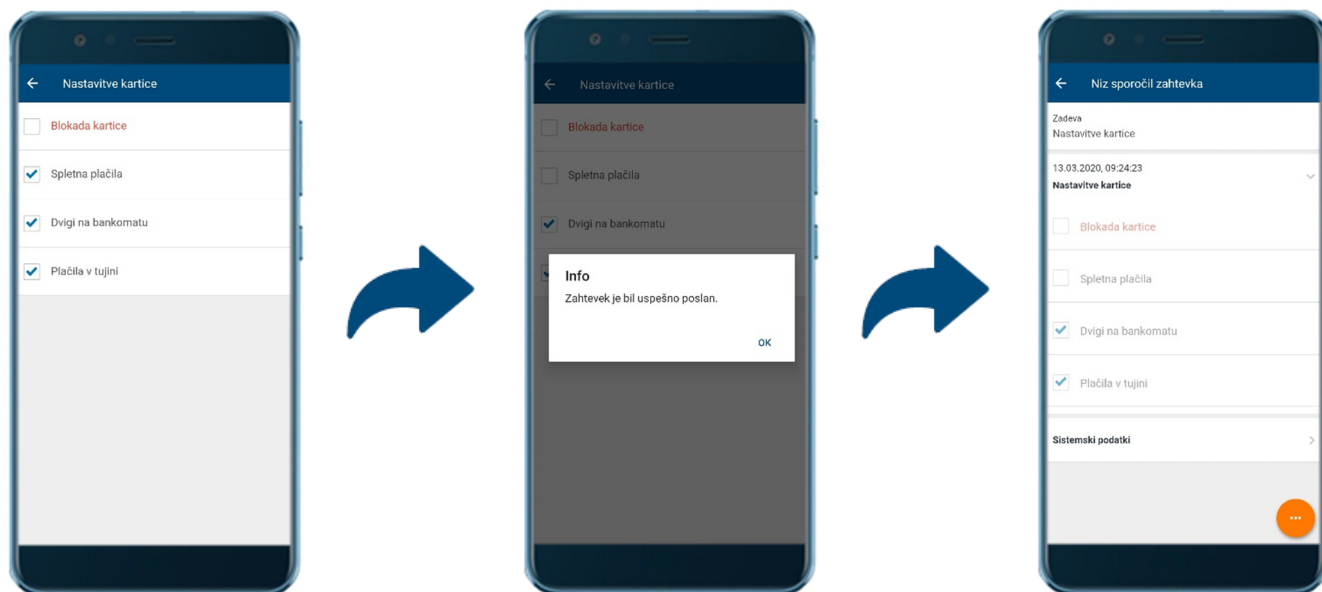 Nastavitve kartice
Blokada kartice
Spletna plačila
Dvigi na bankomatu
Plačila v tujini
Nastavitve kartice
Blokada kartice
Spletna plačila
Dvigi na bankomatu
Info
Zahtevek je bil uspešno poslan.
OK
Niz sporočil zahtevka
Zadeva
Nastavitve kartice
13.03.2020, 09:24:23
Nastavitve kartice
Blokada kartice
Spletna plačila
Dvigi na bankomatu
Plačila v tujini
Sistemski podatki